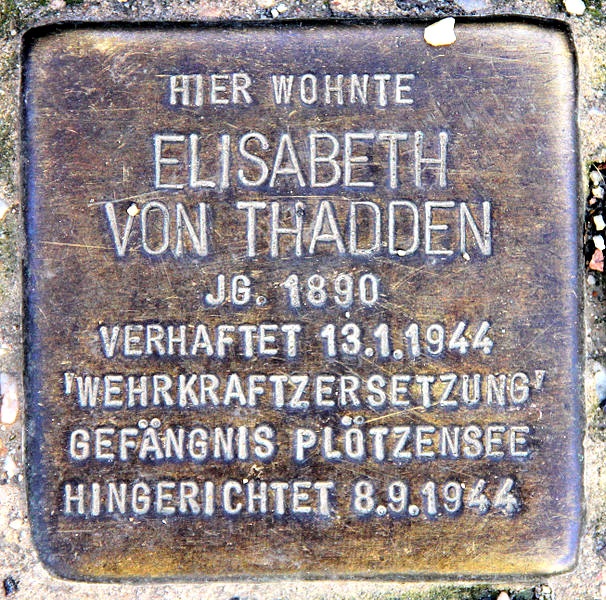 HIER WOHNTE
ELISABETH
VON THADDEN
JG. 1890
VERHAFTET 13.1.1944
'WEHRKRAFTZERSETZUNG'
GEFÄNGNIS PLÖTZENSEE
HINGERICHTET 8.9.1944